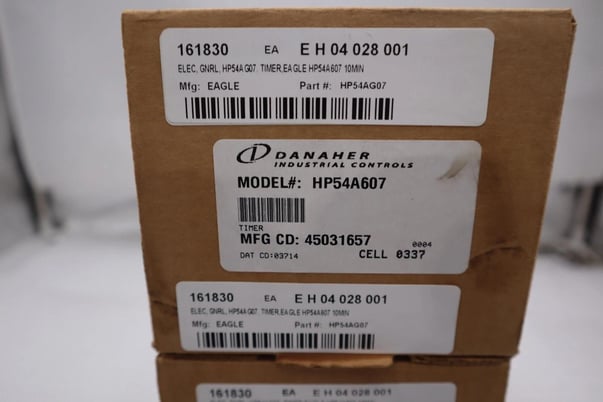 161830 EA E H 04 028 001
ELEC, GNRL, HP54AG07, TIMER,EAGLE HP54A607 10MIN
Mfg: EAGLE Part #: HP54AG07
DANAHER
INDUSTRIAL CONTROLS
MODEL#: HP54A607
TIMER
MFG CD: 45031657 0004
DAT CD:03714 CELL 0337
161830 EA E H 04 028 001
ELEC, GNRL, HP54AG07, TIMER,EAGLE HP54A607 10MIN
Mfg: EAGLE Part #: HP54AG07
161830 EA E H 04 028 001